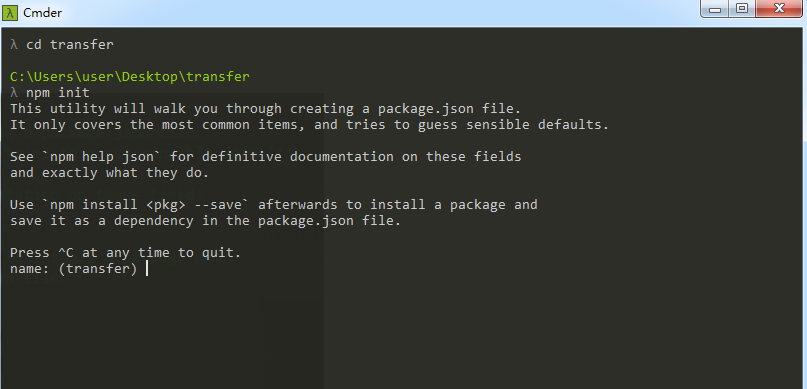 λ Cmder
λ cd transfer
C:\Users\user\Desktop\transfer
λ npm init
This utility will walk you through creating a package.json file.
It only covers the most common items, and tries to guess sensible defaults.
See `npm help json` for definitive documentation on these fields
and exactly what they do.
Use `npm install <pkg> --save` afterwards to install a package and
save it as a dependency in the package.json file.
Press ^C at any time to quit.
name: (transfer)